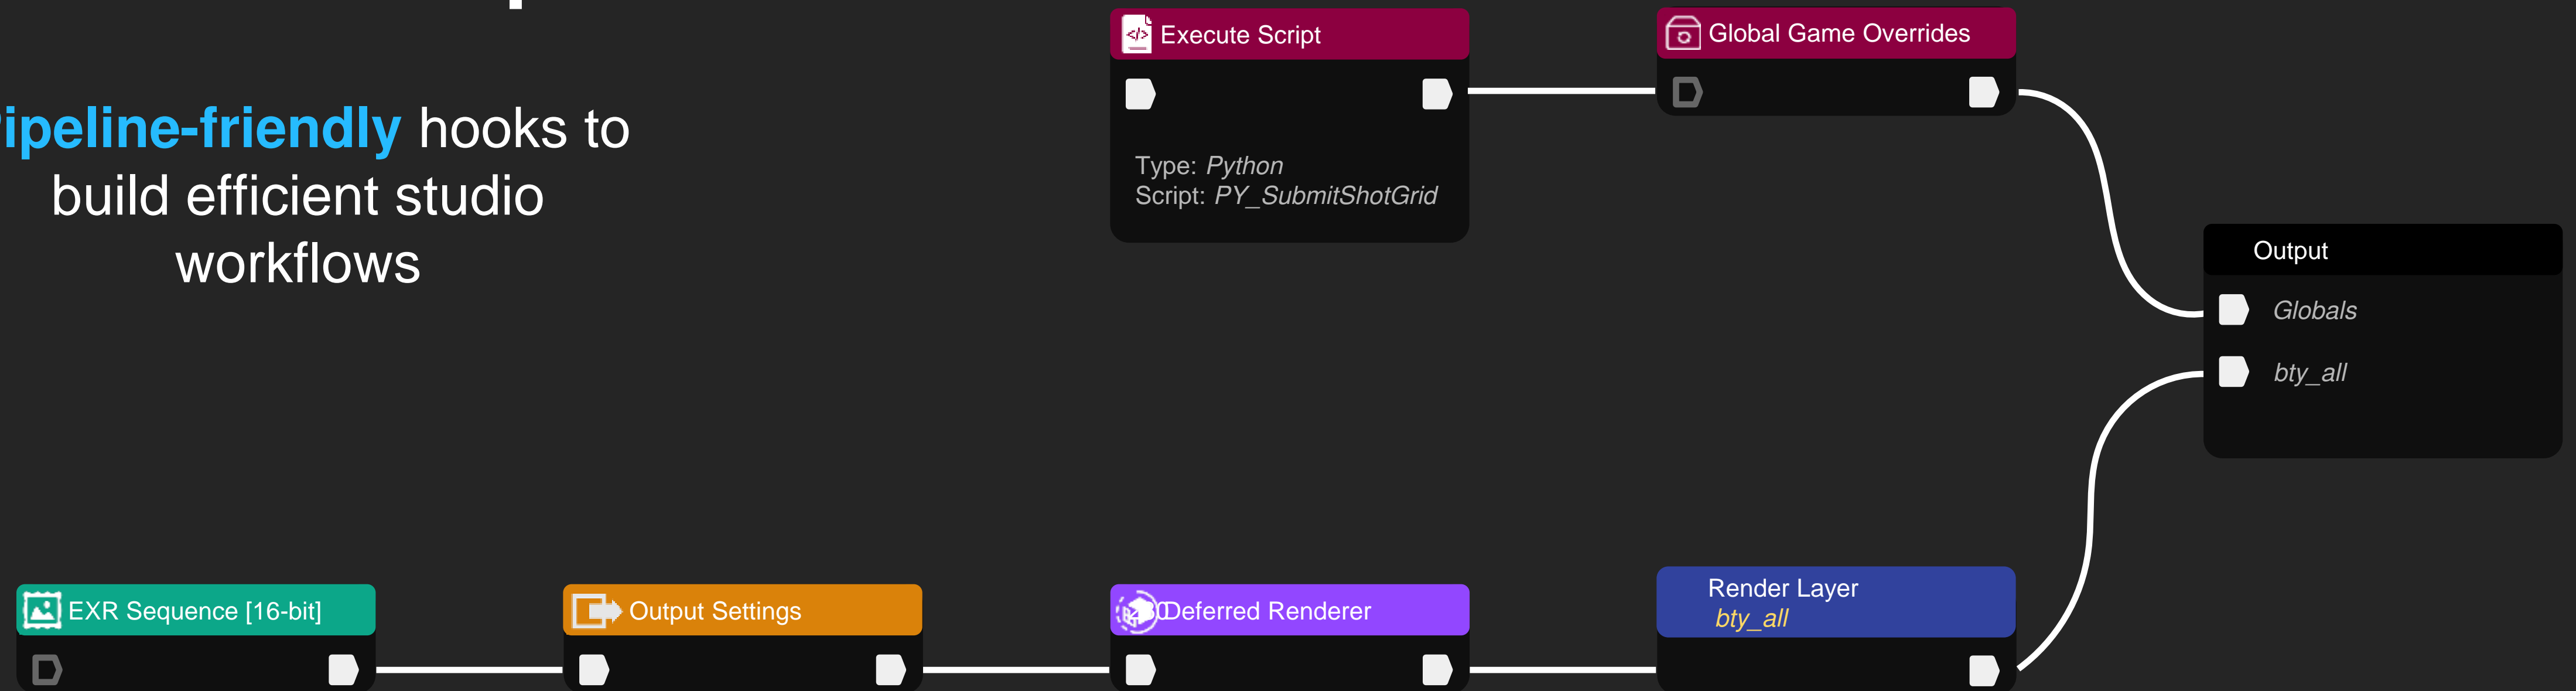 Pipeline-friendly hooks to
build efficient studio
workflows
Execute Script
Type: Python
Script: PY_SubmitShotGrid
Global Game Overrides
Output
Globals
bty_all
EXR Sequence [16-bit]
Output Settings
Deferred Renderer
Render Layer
bty_all